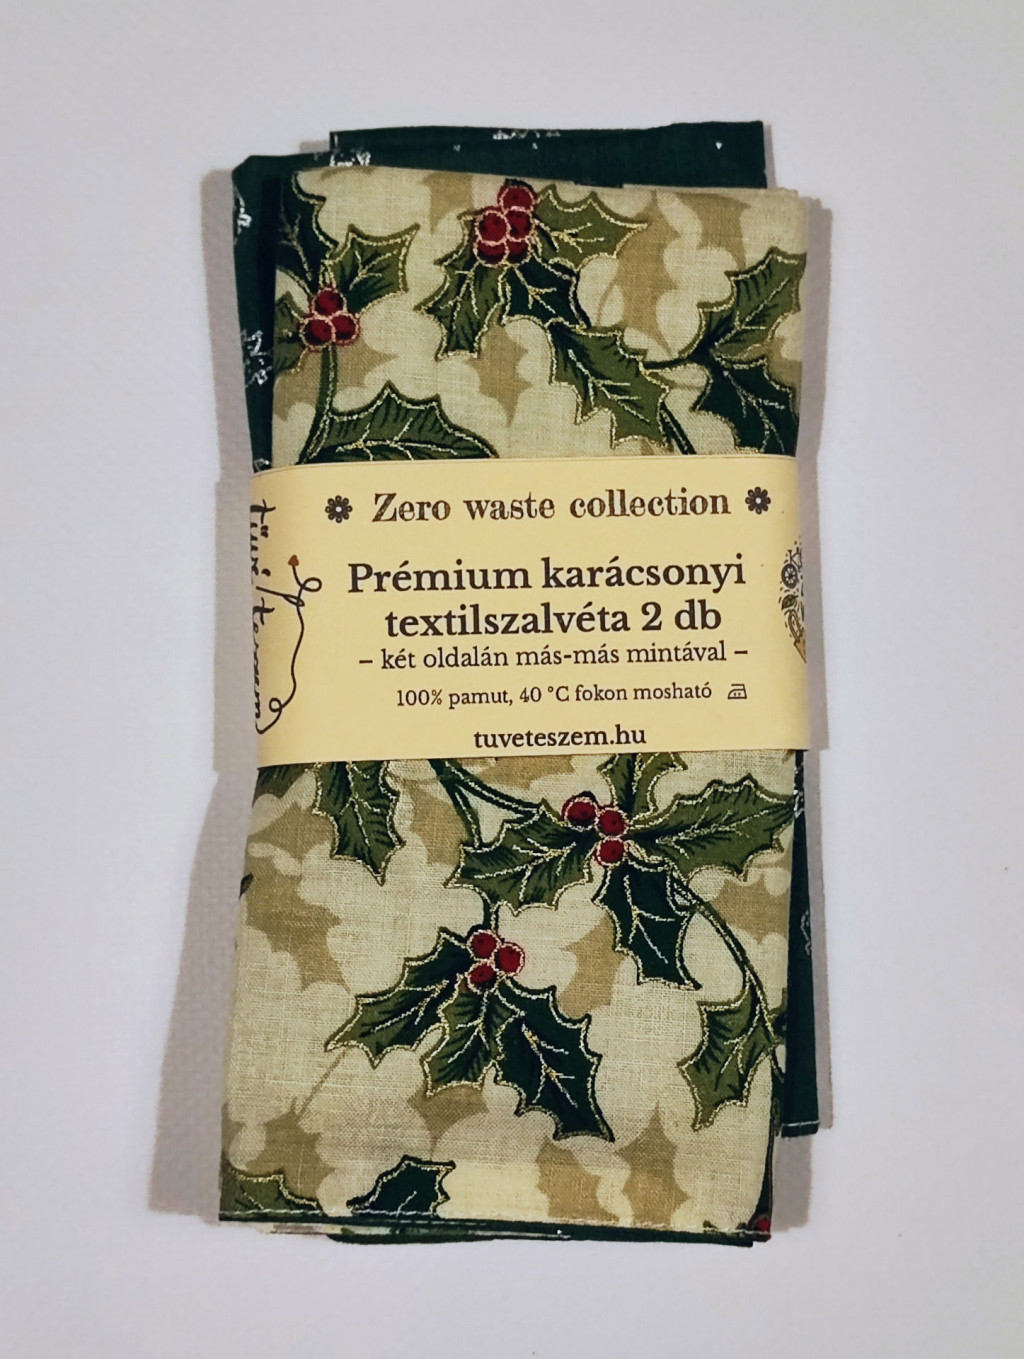 Zero waste collection
Prémium karácsonyi
textilszalvéta 2 db
– két oldalán más-más mintával –
100% pamut, 40 °C fokon mosható
tuveteszem.hu